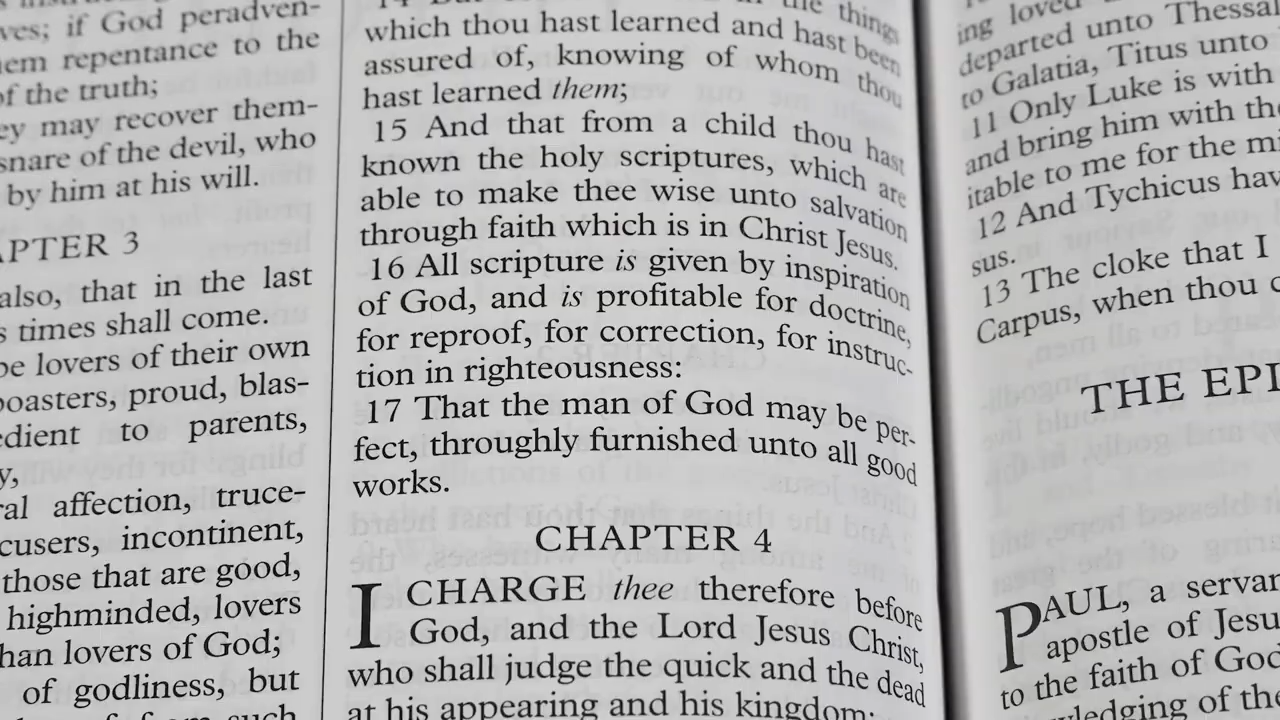 ves; if God peradven-
em repentance to the
of the truth;
ey may recover them-
snare of the devil, who
by him at his will.
APTER 3
also, that in the last
s times shall come.
be lovers of their own
boasters, proud, blas-
edient to parents,
y,
ral affection, truce-
cusers, incontinent,
those that are good,
highminded, lovers
han lovers of God;
of godliness, but
such
the things
which thou hast learned and hast been
assured of, knowing of whom thou
hast learned them;
15 And that from a child thou hast
known the holy scriptures, which are
able to make thee wise unto salvation
through faith which is in Christ Jesus.
16 All scripture is given by inspiration
of God, and is profitable for doctrine,
for reproof, for correction, for instruc-
tion in righteousness:
17 That the man of God may be per-
fect, throughly furnished unto all good
works.
CHAPTER 4
I CHARGE thee therefore before
God, and the Lord Jesus Christ,
who shall judge the quick and the dead
at his appearing and his kingdom;
ing loved
departed unto Thessal
to Galatia, Titus unto
11 Only Luke is with
and bring him with the
itable to me for the mi
12 And Tychicus hav
sus.
13 The cloke that I
Carpus, when thou c
THE EPI
PAUL, a servan
apostle of Jesu
to the faith of God
wledging of the